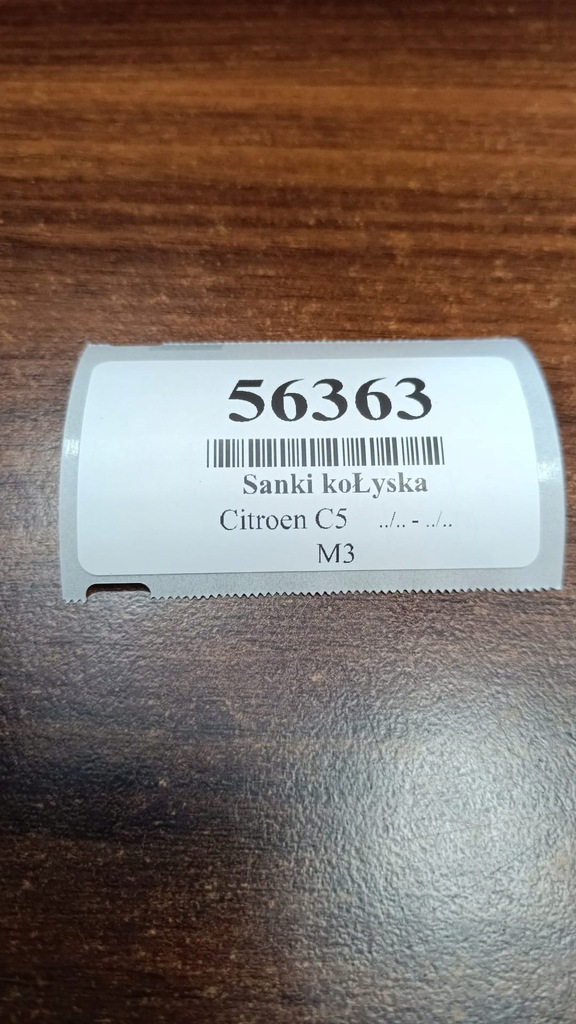 56363
Sanki koŁyska
Citroen C5 ../.. - ../..
M3